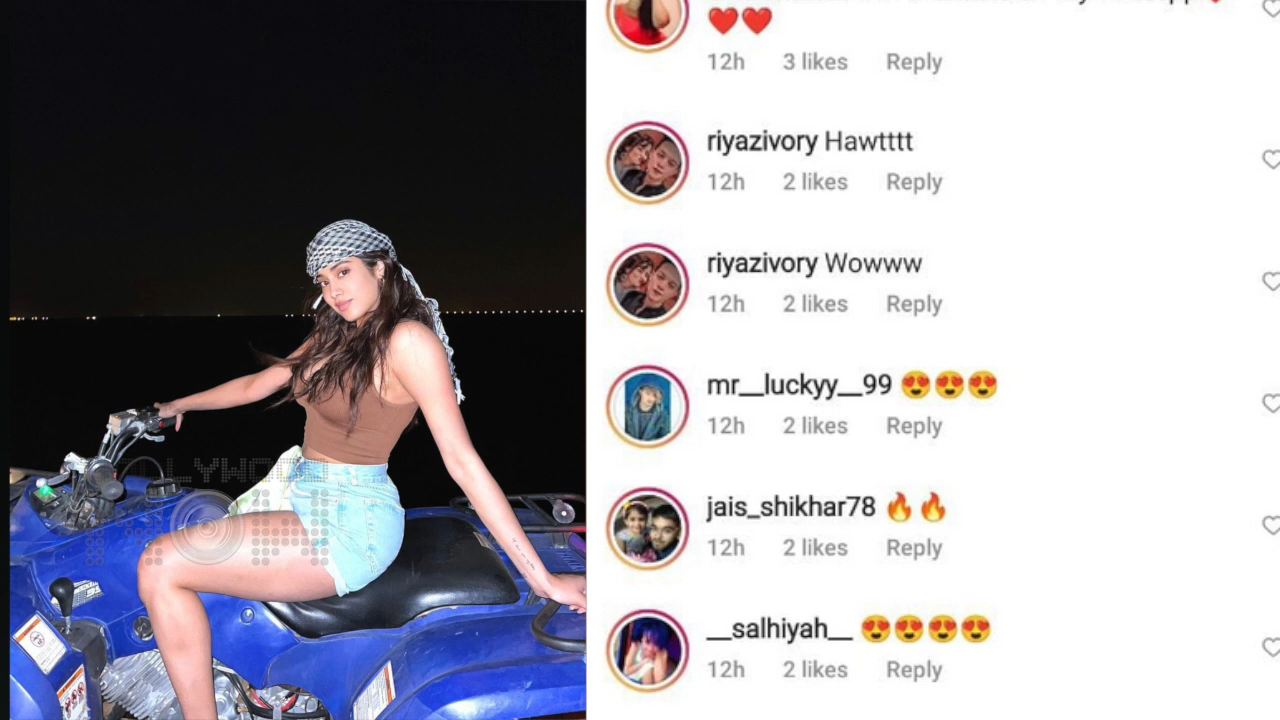 12h 3 likes Reply
riyazivory Hawtttt
12h 2 likes Reply
riyazivory Wowww
12h 2 likes Reply
mr__luckyy__99 😍😍😍
12h 2 likes Reply
jais_shikhar78 🔥🔥
12h 2 likes Reply
__salhiyah__ 😍😍😍😍
12h 2 likes Reply